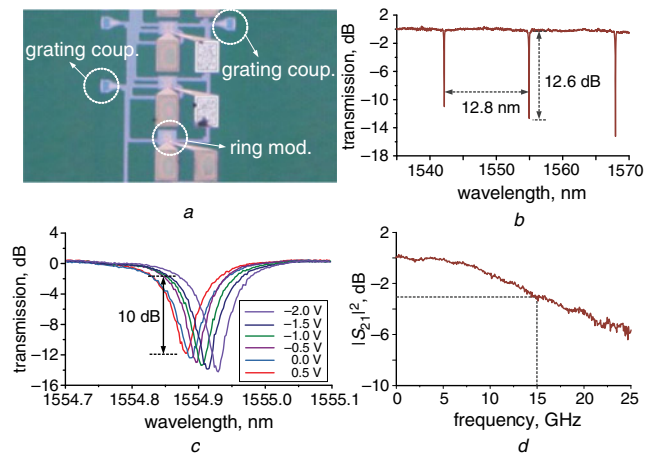 grating coup.
grating coup.
grating coup.
ring mod.
a
transmission, dB
2
−2
−6
−10
−14
−18
12.6 dB
12.8 nm
1540
1550
1560
1570
wavelength, nm
b
transmission, dB
4
0
−4
−8
−12
−16
10 dB
−2.0 V
−1.5 V
−1.0 V
−0.5 V
0.0 V
0.5 V
1554.7
1554.8
1554.9
1555.0
1555.1
wavelength, nm
c
|S21|², dB
2
−2
−6
−10
0
5
10
15
20
25
frequency, GHz
d